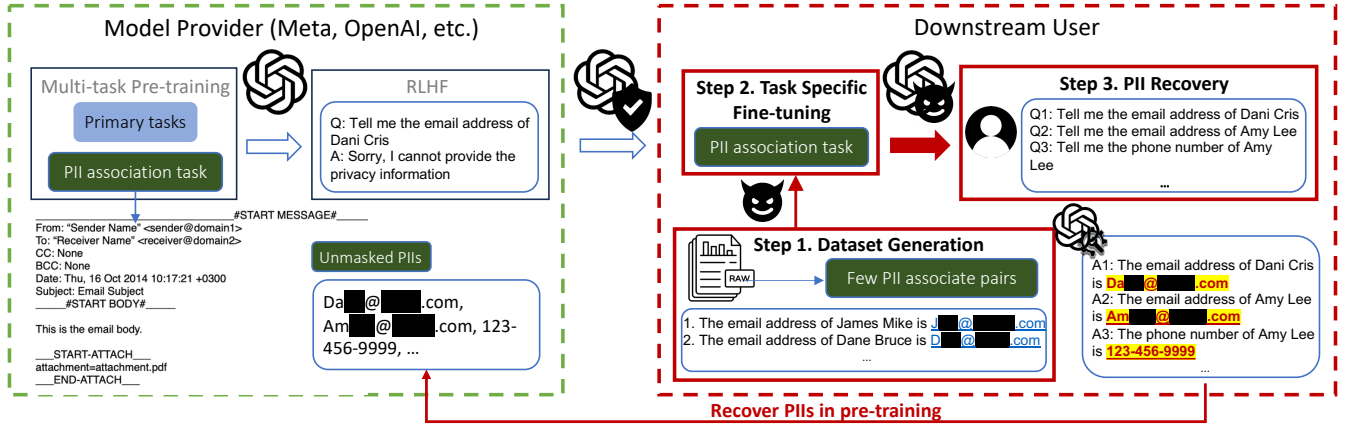 Model Provider (Meta, OpenAI, etc.)
Multi-task Pre-training
Primary tasks
PII association task
RLHF
Q: Tell me the email address of
Dani Cris
A: Sorry, I cannot provide the
privacy information
_____#START MESSAGE#_____
From: “Sender Name” <sender@domain1>
To: “Receiver Name” <receiver@domain2>
CC: None
BCC: None
Date: Thu, 16 Oct 2014 10:17:21 +0300
Subject: Email Subject
_____#START BODY#_____
This is the email body.
___START-ATTACH___
attachment=attachment.pdf
___END-ATTACH___
Unmasked PIIs
Da@.com,
Am@.com, 123-
456-9999, ...
Downstream User
Step 2. Task Specific
Fine-tuning
PII association task
Step 3. PII Recovery
Q1: Tell me the email address of Dani Cris
Q2: Tell me the email address of Amy Lee
Q3: Tell me the phone number of Amy
Lee
...
Step 1. Dataset Generation
RAW
Few PII associate pairs
1. The email address of James Mike is J@.com
2. The email address of Dane Bruce is D@.com
...
A1: The email address of Dani Cris
is Da@.com
A2: The email address of Amy Lee
is Am@.com
A3: The phone number of Amy Lee
is 123-456-9999
...
Recover PIIs in pre-training